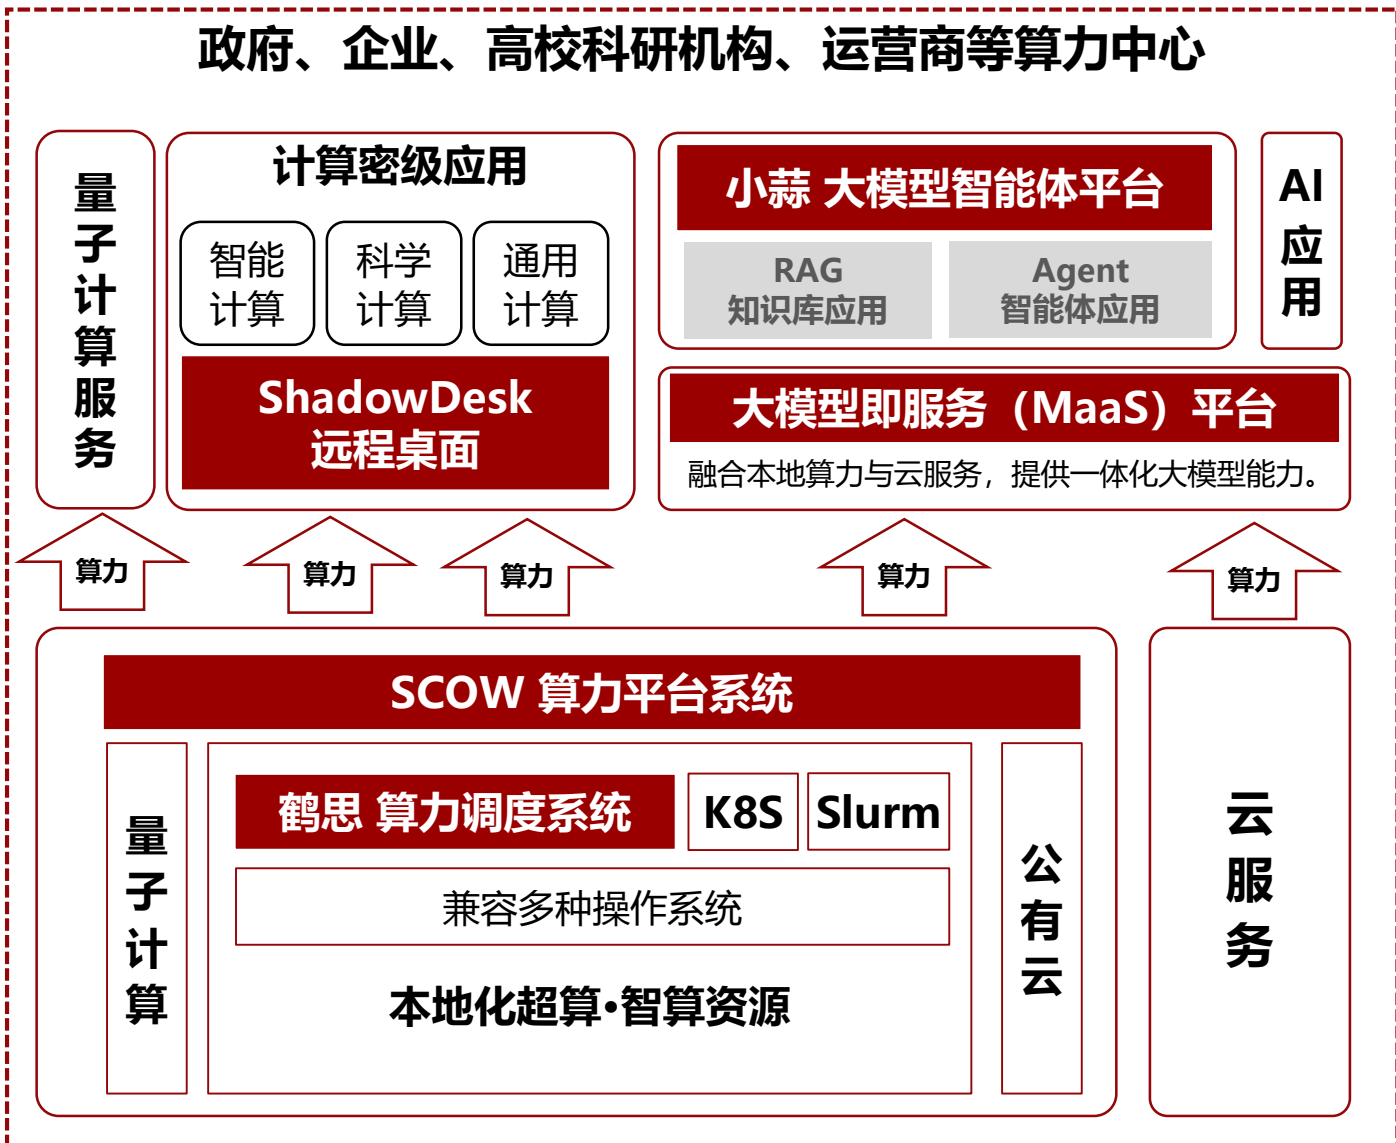 政府、企业、高校科研机构、运营商等算力中心
量
子
计
算
服
务
计算密级应用
智能
计算
科学
计算
通用
计算
ShadowDesk
远程桌面
小蒜 大模型智能体平台
RAG
知识库应用
Agent
智能体应用
AI
应
用
大模型即服务（MaaS）平台
融合本地算力与云服务，提供一体化大模型能力。
算力
算力
算力
算力
算力
SCOW 算力平台系统
量
子
计
算
鹤思 算力调度系统
K8S
Slurm
兼容多种操作系统
本地化超算•智算资源
公
有
云
云
服
务